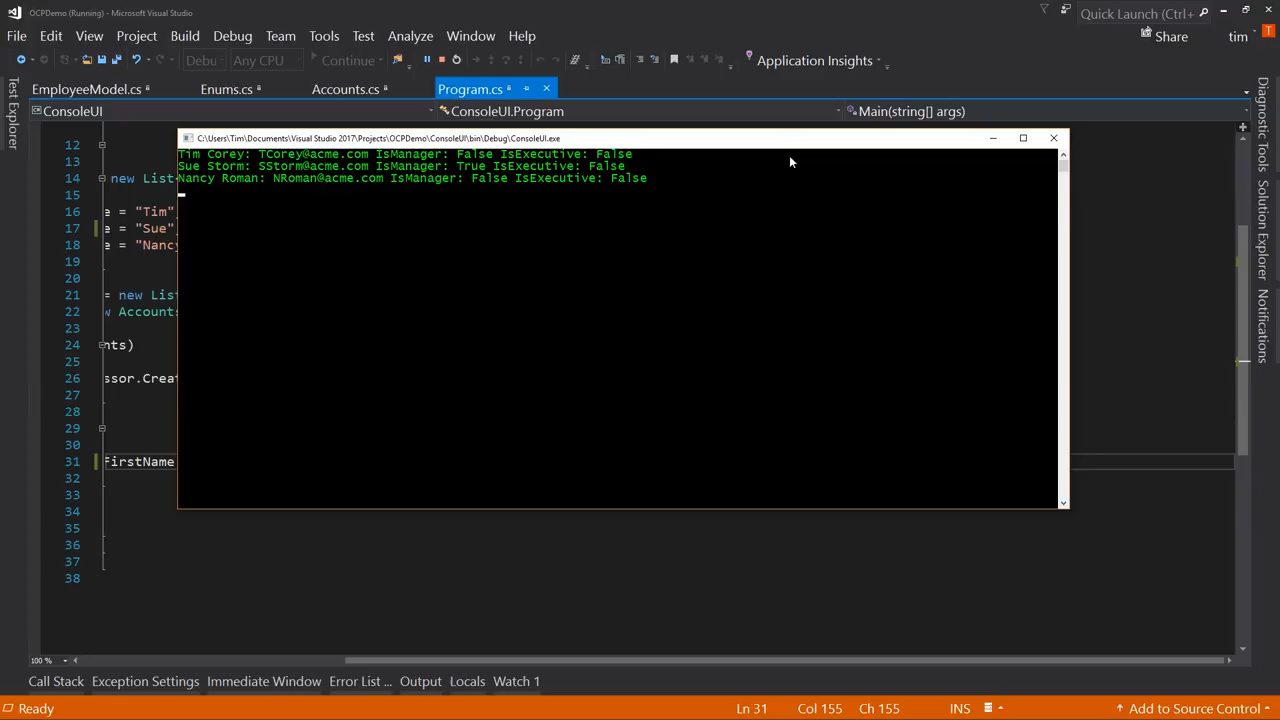 OCPDemo (Running) - Microsoft Visual Studio
Quick Launch (Ctrl+
File Edit View Project Build Debug Team Tools Test Analyze Window Help
Share
tim
T
Debu Any CPU Continue Application Insights
EmployeeModel.cs Enums.cs Accounts.cs Program.cs
ConsoleUI ConsoleUI.Program Main(string[] args)
Test Explorer
Diagnostic Tools
Solution Explorer
Notifications
C:\Users\Tim\Documents\Visual Studio 2017\Projects\OCPDemo\ConsoleUI\bin\Debug\ConsoleUI.exe
Tim Corey: TCorey@acme.com IsManager: False IsExecutive: False
Sue Storm: SStorm@acme.com IsManager: True IsExecutive: False
Nancy Roman: NRoman@acme.com IsManager: False IsExecutive: False
12
13
14 new List
15
16 e = "Tim"
17 e = "Sue"
18 e = "Nancy
19
20
21 = new List
22 w Accounts
23
24 nts)
25
26 ssor.Creat
27
28
29
30
31 FirstName
32
33
34
35
36
37
38
100 %
Call Stack Exception Settings Immediate Window Error List ... Output Locals Watch 1
Ready Ln 31 Col 155 Ch 155 INS Add to Source Control